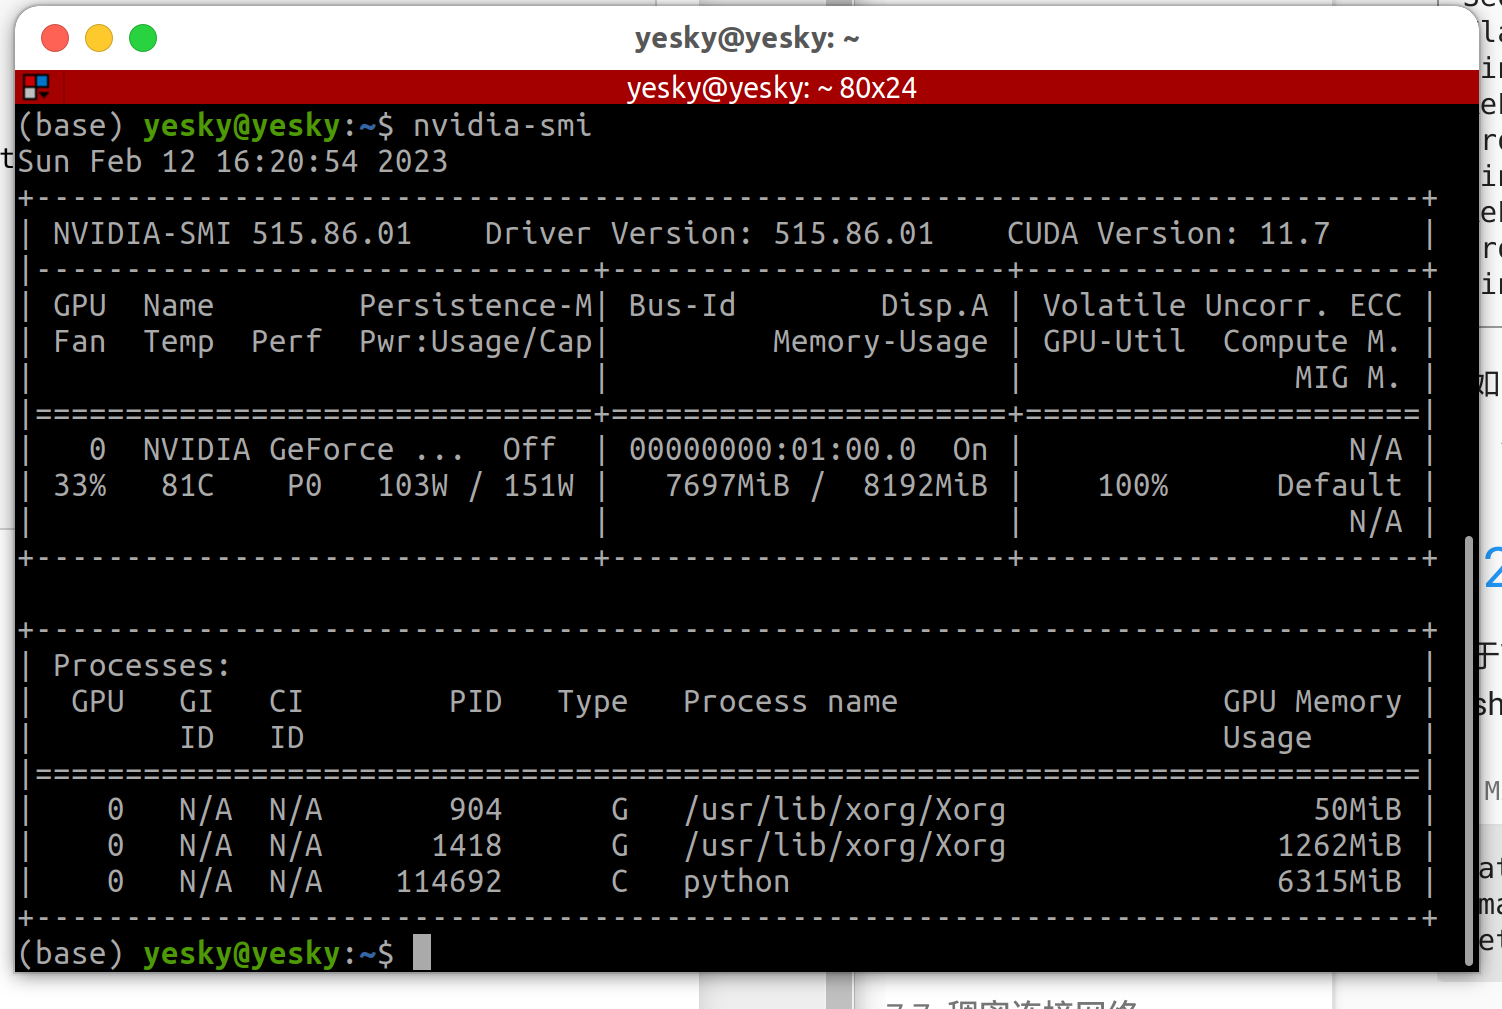 yesky@yesky: ~
yesky@yesky: ~ 80x24
(base) yesky@yesky:~$ nvidia-smi
Sun Feb 12 16:20:54 2023
+-----------------------------------------------------------------------------+
| NVIDIA-SMI 515.86.01    Driver Version: 515.86.01    CUDA Version: 11.7     |
|-------------------------------+----------------------+----------------------+
| GPU  Name        Persistence-M| Bus-Id        Disp.A | Volatile Uncorr. ECC |
| Fan  Temp  Perf  Pwr:Usage/Cap|         Memory-Usage | GPU-Util  Compute M. |
|                               |                      |               MIG M. |
|===============================+======================+======================|
|   0  NVIDIA GeForce ...  Off  | 00000000:01:00.0  On |                  N/A |
| 33%   81C    P0   103W / 151W |   7697MiB /  8192MiB |    100%      Default |
|                               |                      |                  N/A |
+-------------------------------+----------------------+----------------------+
+-----------------------------------------------------------------------------+
| Processes:                                                                  |
|  GPU   GI   CI        PID   Type   Process name                  GPU Memory |
|        ID   ID                                                   Usage      |
|=============================================================================|
|    0   N/A  N/A       904      G   /usr/lib/xorg/Xorg                 50MiB |
|    0   N/A  N/A      1418      G   /usr/lib/xorg/Xorg               1262MiB |
|    0   N/A  N/A    114692      C   python                           6315MiB |
+-----------------------------------------------------------------------------+
(base) yesky@yesky:~$